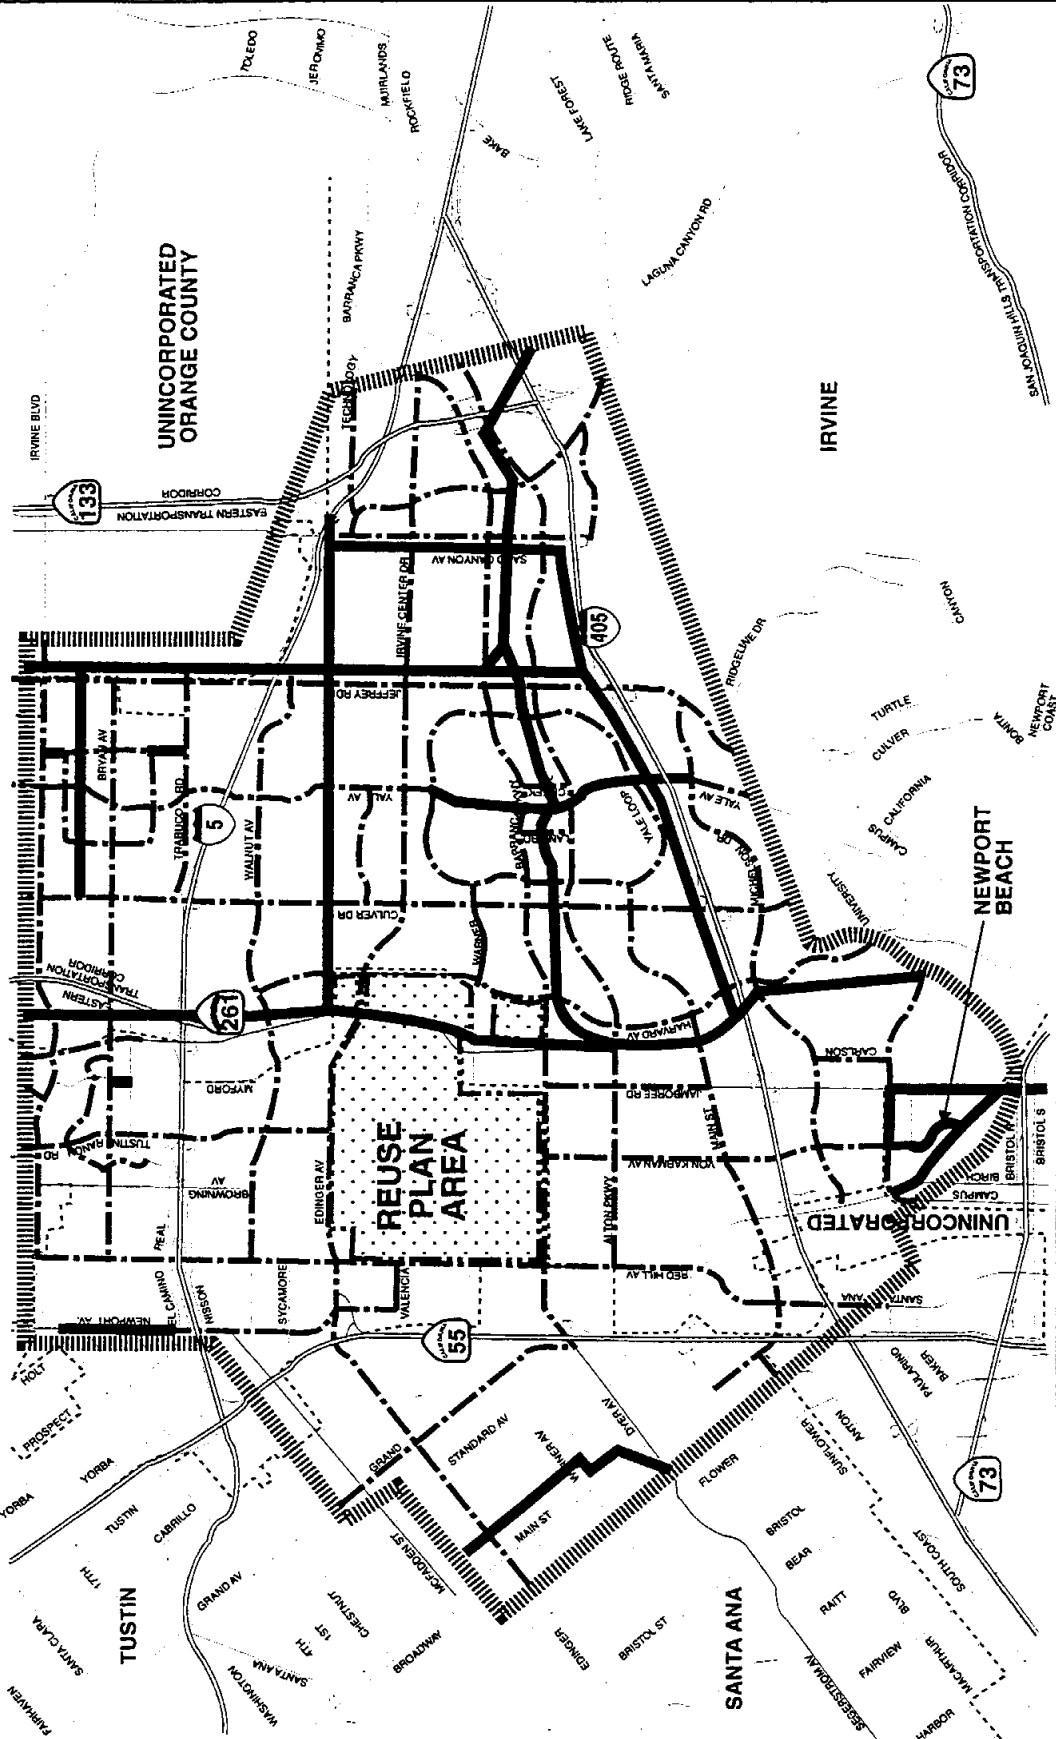 TOLEDO
JERONIMO
MUIRLANDS
ROCKFIELD
BAKE
LAKE FOREST
RIDGE ROUTE
SANTA MARIA
CALIFORNIA
73
SAN JOAQUIN HILLS TRANSPORTATION CORRIDOR
LAGUNA CANYON RD
BARRANCA PKWY
UNINCORPORATED
ORANGE COUNTY
IRVINE BLVD
TECHNOLOGY
133
EASTERN TRANSPORTATION
CORRIDOR
IRVINE
SAND CANYON AV
IRVINE CENTER DR
405
RIDGELINE DR
CANYON
TURTLE
CULVER
BONITA
NEWPORT
COAST
CALIFORNIA
CAMPUS
JEFFREY RD
BRYAN AV
TRABUCO RD
5
YALE AV
WALNUT AV
YALE LOOP
YALE AV
MICHELSON DR
UNIVERSITY
NEWPORT
BEACH
CULVER DR
WARNER
EASTERN
TRANSPORTATION
CORRIDOR
261
HARVARD AV
CARLSON
MYFORD
JAMBOREE RD
MAIN ST
TUSTIN RANCH
RD
BROWNING
AV
EDINGER AV
REUSE
PLAN
AREA
VON KARMAN AV
ALTON PKWY
BRISTOL N
BRISTOL S
BIRCH
CAMPUS
UNINCORPORATED
REAL
EL CAMINO
NISSON
SYCAMORE
VALENCIA
RED HILL AV
SANTA ANA
NEWPORT AV.
CALIFORNIA
55
HOLT
PROSPECT
YORBA
YORBA
TUSTIN
CABRILLO
17TH
GRAND
STANDARD AV
WARNER AV
DYER AV
MAIN ST
FLOWER
PAULARINO
BAKER
ANTON
SUNFLOWER
CALIFORNIA
73
MCFADDEN ST
SANTA CLARA
TUSTIN
GRAND AV
CHESTNUT
1ST
4TH
SANTA ANA
WASHINGTON
FAIRHAVEN
BROADWAY
EDINGER
BRISTOL ST
SANTA ANA
BRISTOL
BEAR
RAITT
SOUTH COAST
BLVD
MACARTHUR
FAIRVIEW
SEGERSTROM AV
HARBOR